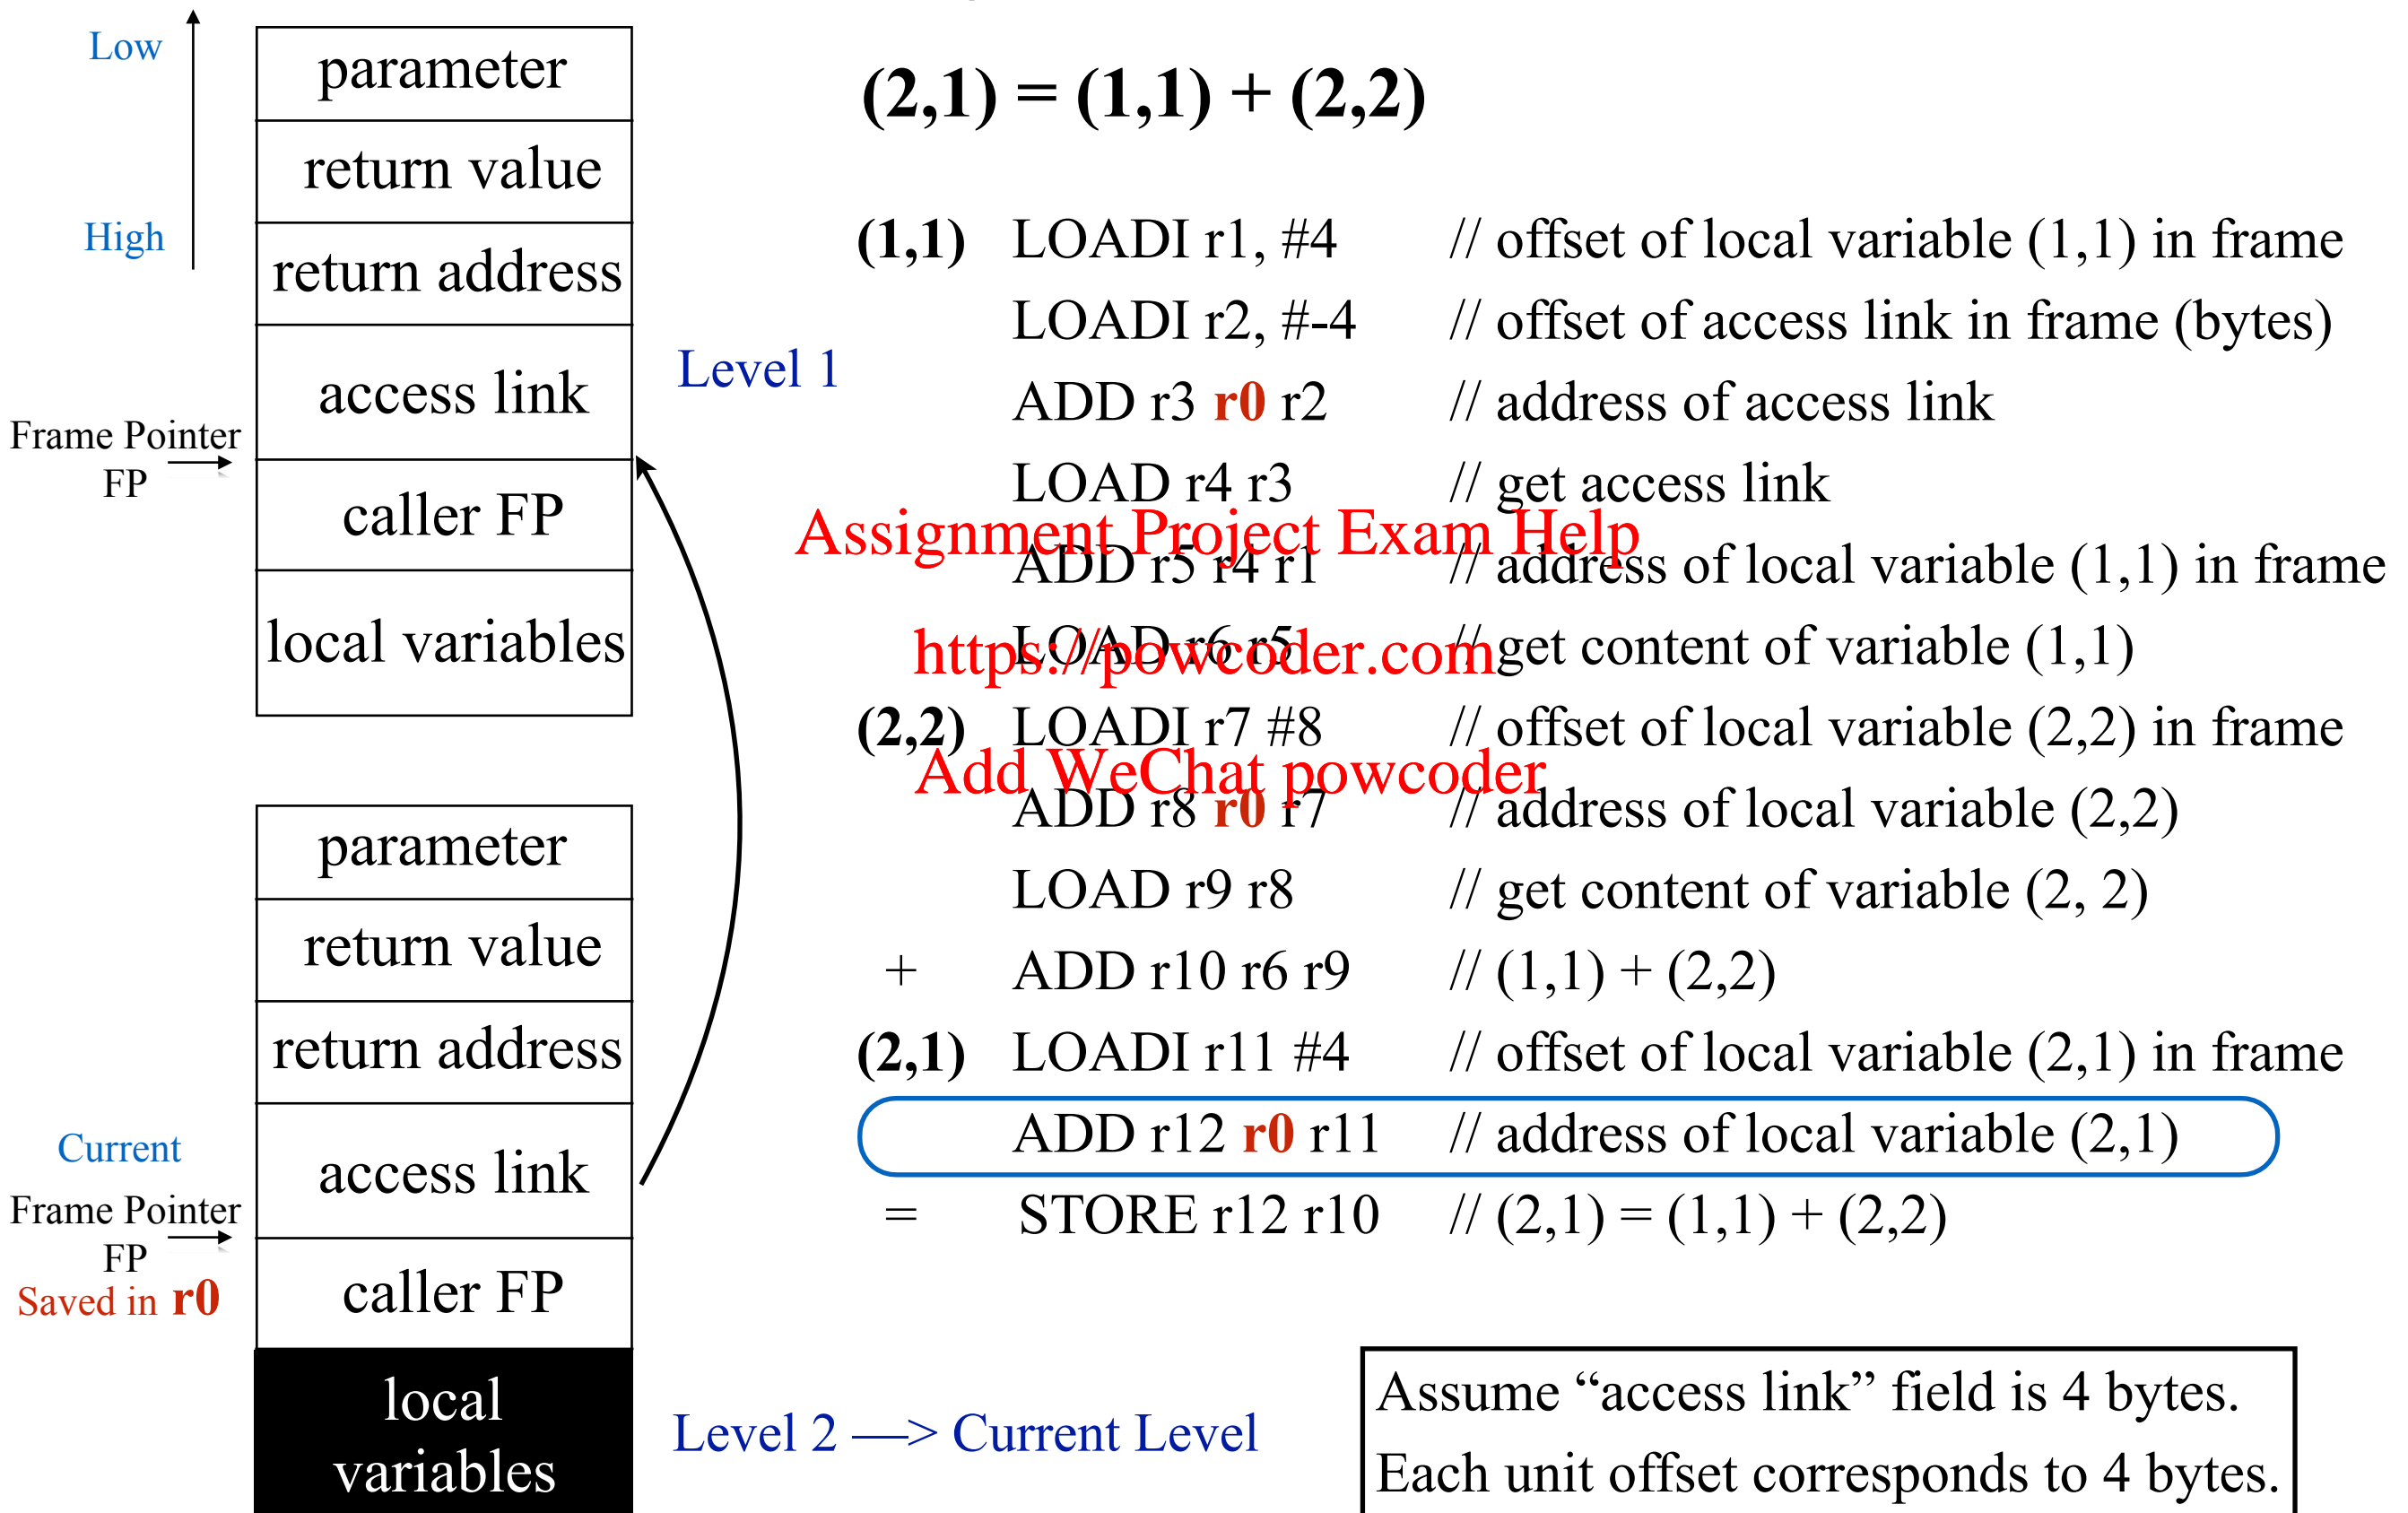 Low
High
parameter
return value
return address
access link
Frame Pointer
FP
caller FP
local variables
Level 1
parameter
return value
return address
access link
Current
Frame Pointer
FP
Saved in r0
caller FP
local
variables
Level 2 —> Current Level
(2,1) = (1,1) + (2,2)
(1,1) LOADI r1, #4 // offset of local variable (1,1) in frame
LOADI r2, #-4 // offset of access link in frame (bytes)
ADD r3 r0 r2 // address of access link
LOAD r4 r3 // get access link
Assignment Project Exam Help
ADD r5 r4 r1 // address of local variable (1,1) in frame
https://powcoder.com
LOAD r6 r5 // get content of variable (1,1)
(2,2) LOADI r7 #8 // offset of local variable (2,2) in frame
Add WeChat powcoder
ADD r8 r0 r7 // address of local variable (2,2)
LOAD r9 r8 // get content of variable (2, 2)
+ ADD r10 r6 r9 // (1,1) + (2,2)
(2,1) LOADI r11 #4 // offset of local variable (2,1) in frame
ADD r12 r0 r11 // address of local variable (2,1)
= STORE r12 r10 // (2,1) = (1,1) + (2,2)
Assume “access link” field is 4 bytes.
Each unit offset corresponds to 4 bytes.